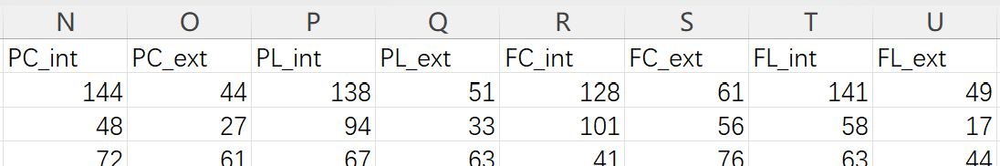 N O P Q R S T U
PC_int PC_ext PL_int PL_ext FC_int FC_ext FL_int FL_ext
144 44 138 51 128 61 141 49
48 27 94 33 101 56 58 17
72 61 67 63 41 76 63 44